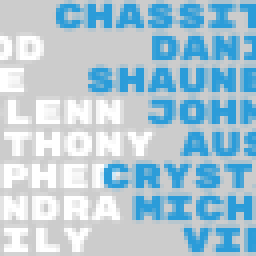 CHASSIT
OD DANI
E SHAUNE
LENN JOHN
THONY AUS
PHE CRYST
NDRA MICH
ILY VI